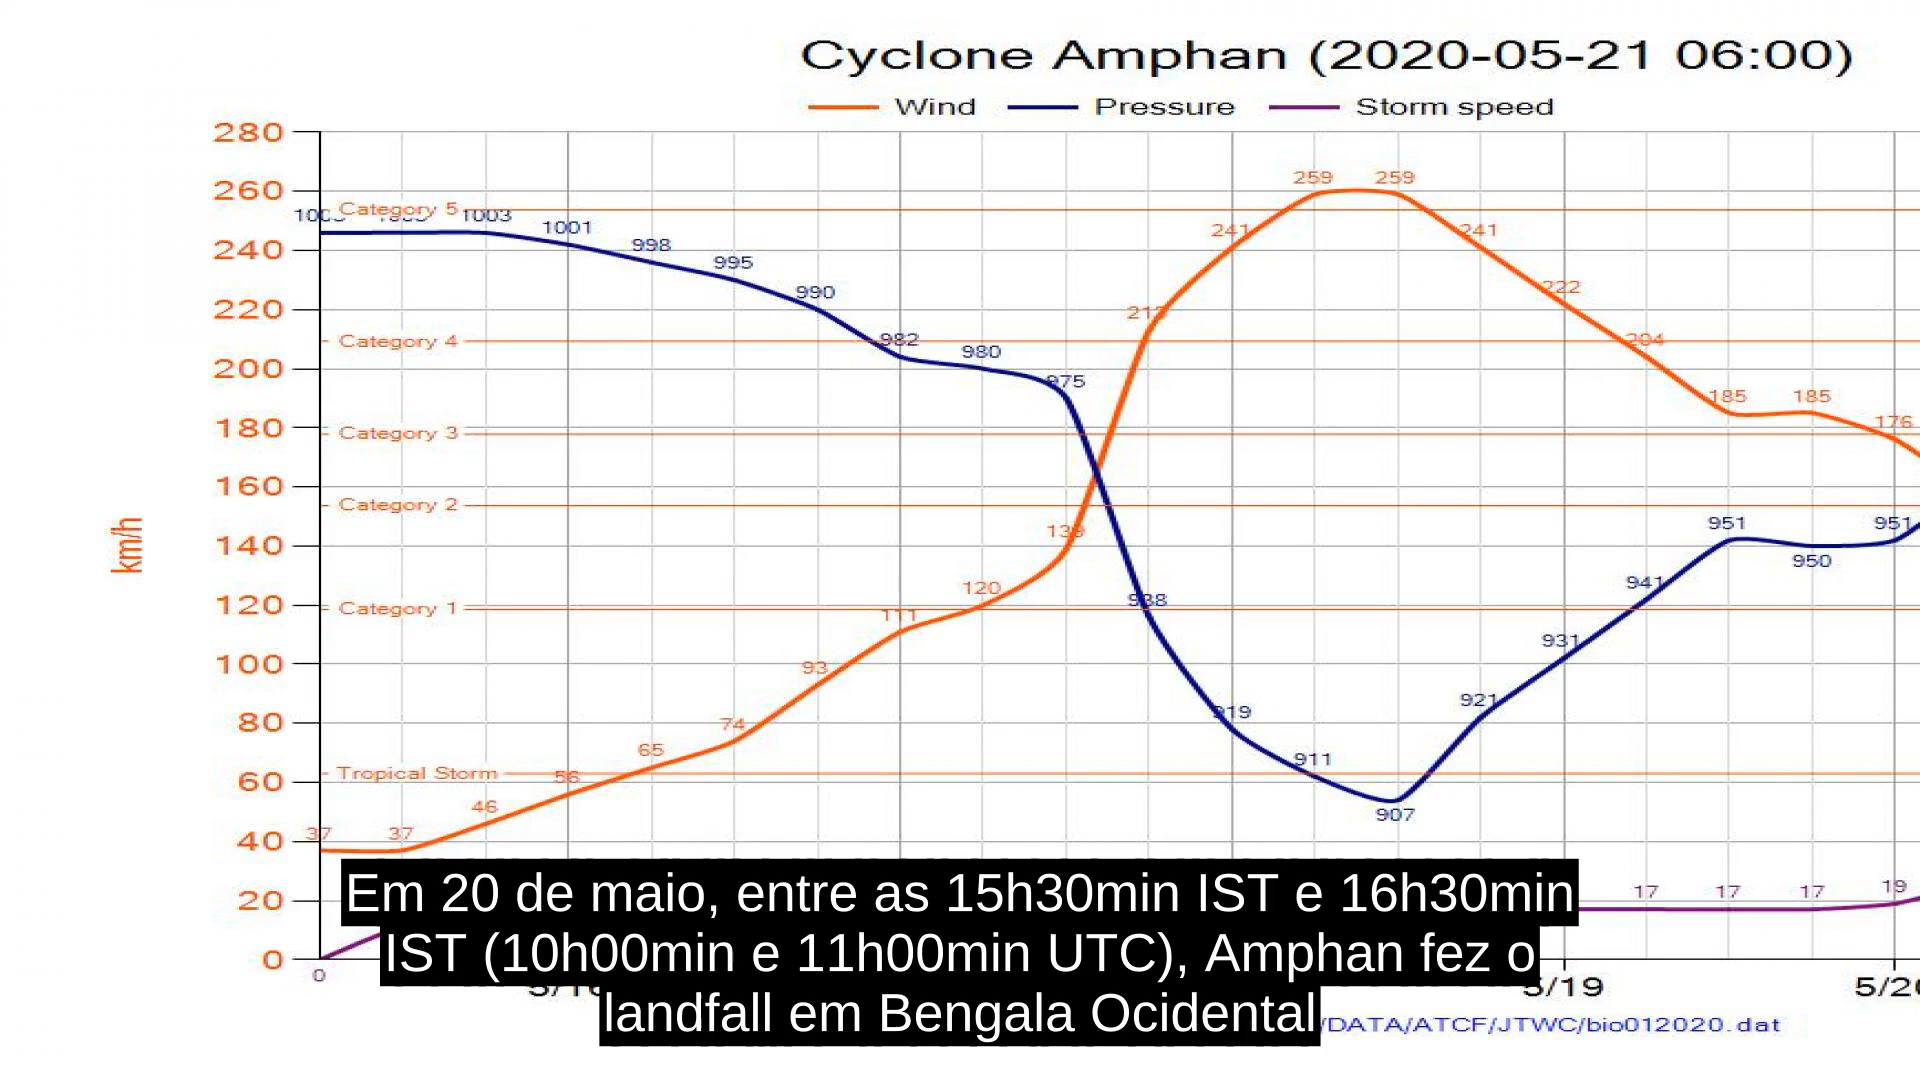 Cyclone Amphan (2020-05-21 06:00)
Wind Pressure Storm speed
280
260
240
220
200
180
160
140
120
100
80
60
40
20
0
km/h
Category 5
Category 4
Category 3
Category 2
Category 1
Tropical Storm
1003 1001 998 995 990 982 980 975 938 919 911 907 921 931 941 951 950 951
37 37 46 56 65 74 93 111 120 139 241 259 259 241 222 204 185 185 176
0 17 17 17 19
5/19
Em 20 de maio, entre as 15h30min IST e 16h30min
IST (10h00min e 11h00min UTC), Amphan fez o
landfall em Bengala Ocidental
/DATA/ATCF/JTWC/bio012020.dat